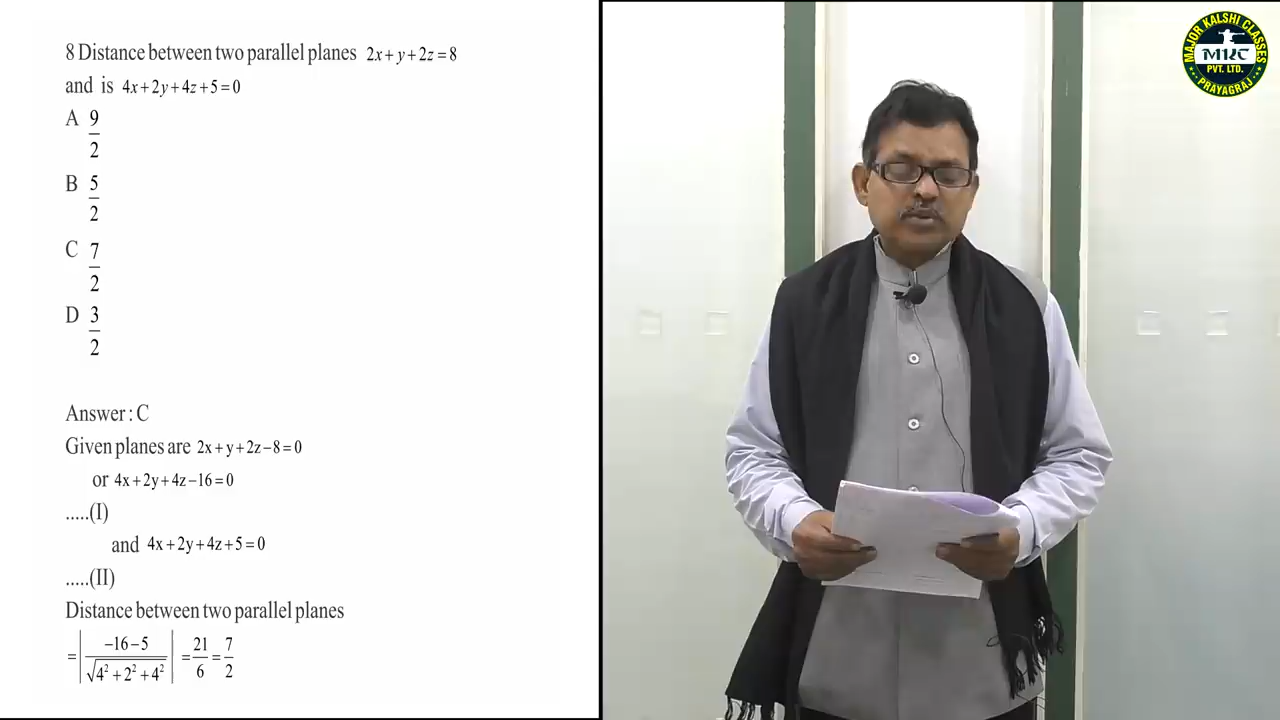 8 Distance between two parallel planes 2x+y+2z=8
and is 4x+2y+4z+5=0
A 9/2
B 5/2
C 7/2
D 3/2
Answer : C
Given planes are 2x+y+2z−8=0
or 4x+2y+4z−16=0
.....(I)
and 4x+2y+4z+5=0
.....(II)
Distance between two parallel planes
=|(−16−5)/√(4²+2²+4²)| = 21/6 = 7/2
MAJOR KALSHI CLASSES
MKC
PVT. LTD.
PRAYAGRAJ